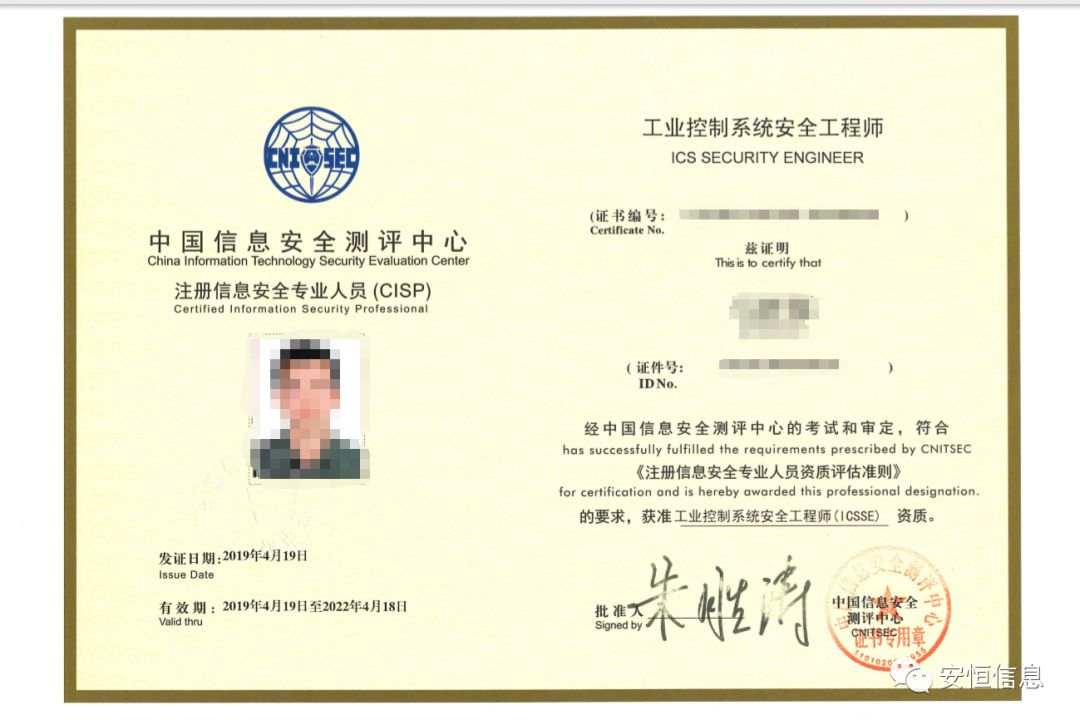 CNITSEC
中国信息安全测评中心
China Information Technology Security Evaluation Center
注册信息安全专业人员 (CISP)
Certified Information Security Professional
发证日期:2019年4月19日
Issue Date
有效期:2019年4月19日至2022年4月18日
Valid thru
工业控制系统安全工程师
ICS SECURITY ENGINEER
(证书编号: )
Certificate No.
兹证明
This is to certify that
(证件号: )
ID No.
经中国信息安全测评中心的考试和审定，符合
has successfully fulfilled the requirements prescribed by CNITSEC
《注册信息安全专业人员资质评估准则》
for certification and is hereby awarded this professional designation.
的要求，获准工业控制系统安全工程师(ICSSE) 资质。
批准人
Signed by
朱胜涛
中国信息安全测评中心
中国信息安全
测评中心
CNITSEC
证书专用章
安恒信息